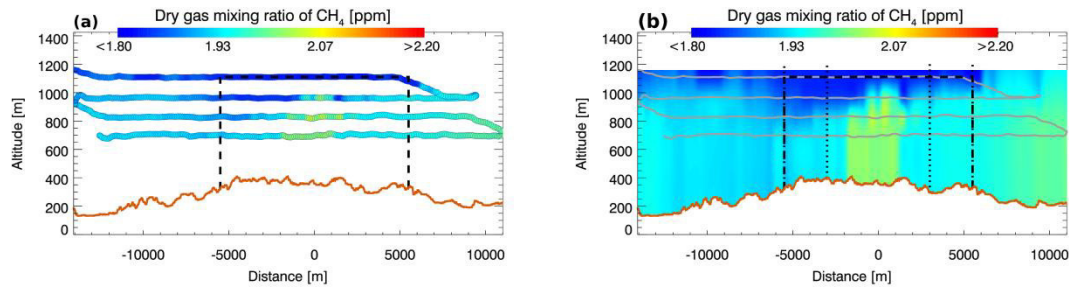 (a)
Dry gas mixing ratio of CH4 [ppm]
<1.80 1.93 2.07 >2.20
1400
1200
1000
800
600
400
200
0
Altitude [m]
-10000 -5000 0 5000 10000
Distance [m]
(b)
Dry gas mixing ratio of CH4 [ppm]
<1.80 1.93 2.07 >2.20
1400
1200
1000
800
600
400
200
0
Altitude [m]
-10000 -5000 0 5000 10000
Distance [m]